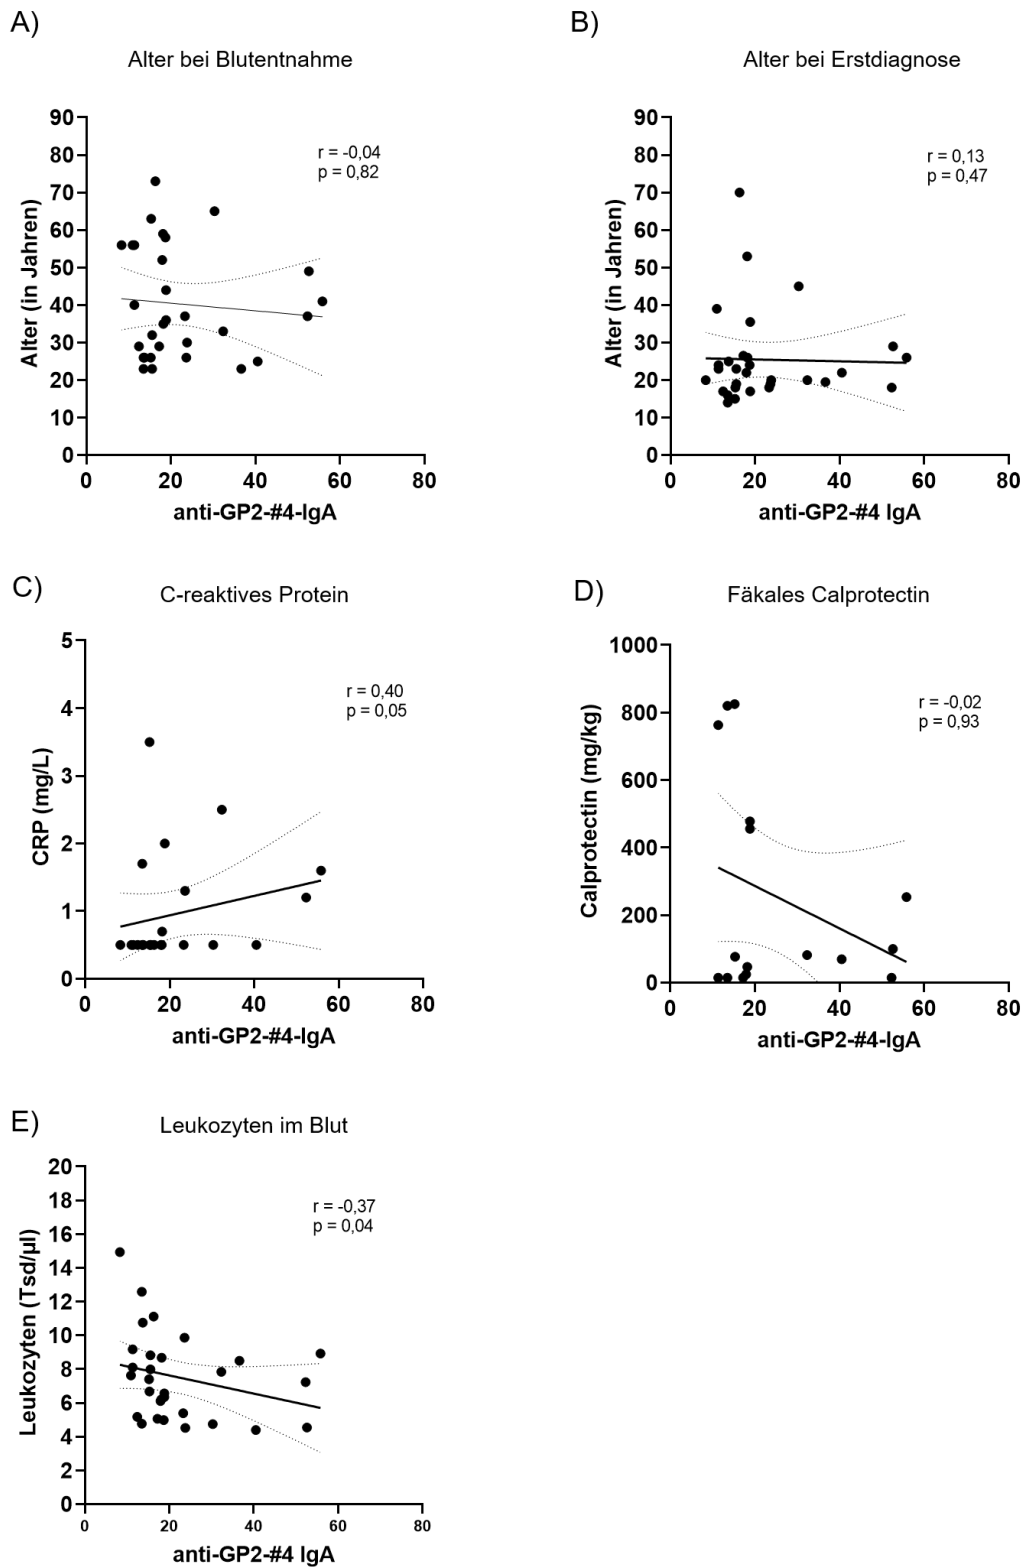 A)
Alter bei Blutentnahme
r = -0,04
p = 0,82
Alter (in Jahren)
90
80
70
60
50
40
30
20
10
0
0 20 40 60 80
anti-GP2-#4-IgA
B)
Alter bei Erstdiagnose
r = 0,13
p = 0,47
Alter (in Jahren)
90
80
70
60
50
40
30
20
10
0
0 20 40 60 80
anti-GP2-#4 IgA
C)
C-reaktives Protein
r = 0,40
p = 0,05
CRP (mg/L)
5
4
3
2
1
0
0 20 40 60 80
anti-GP2-#4-IgA
D)
Fäkales Calprotectin
r = -0,02
p = 0,93
Calprotectin (mg/kg)
1000
800
600
400
200
0
0 20 40 60 80
anti-GP2-#4-IgA
E)
Leukozyten im Blut
r = -0,37
p = 0,04
Leukozyten (Tsd/µl)
20
18
16
14
12
10
8
6
4
2
0
0 20 40 60 80
anti-GP2-#4 IgA